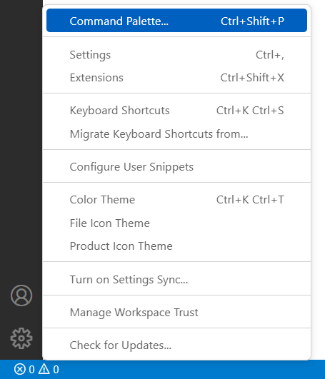 Command Palette... Ctrl+Shift+P
Settings Ctrl+,
Extensions Ctrl+Shift+X
Keyboard Shortcuts Ctrl+K Ctrl+S
Migrate Keyboard Shortcuts from...
Configure User Snippets
Color Theme Ctrl+K Ctrl+T
File Icon Theme
Product Icon Theme
Turn on Settings Sync...
Manage Workspace Trust
Check for Updates...
0 0